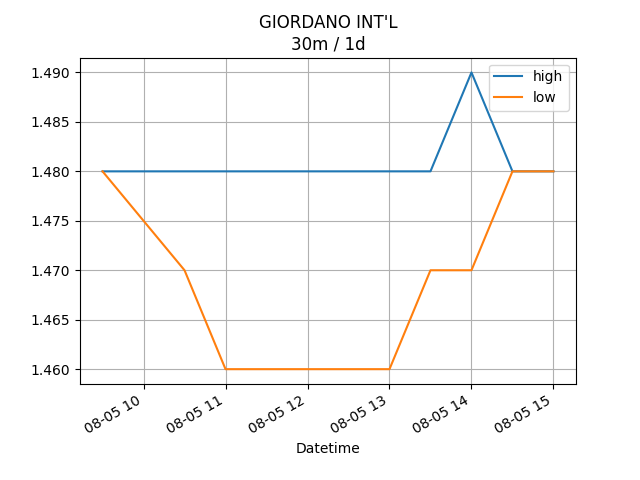 GIORDANO INT'L
30m / 1d
high
low
1.490
1.485
1.480
1.475
1.470
1.465
1.460
08-05 10
08-05 11
08-05 12
08-05 13
08-05 14
08-05 15
Datetime